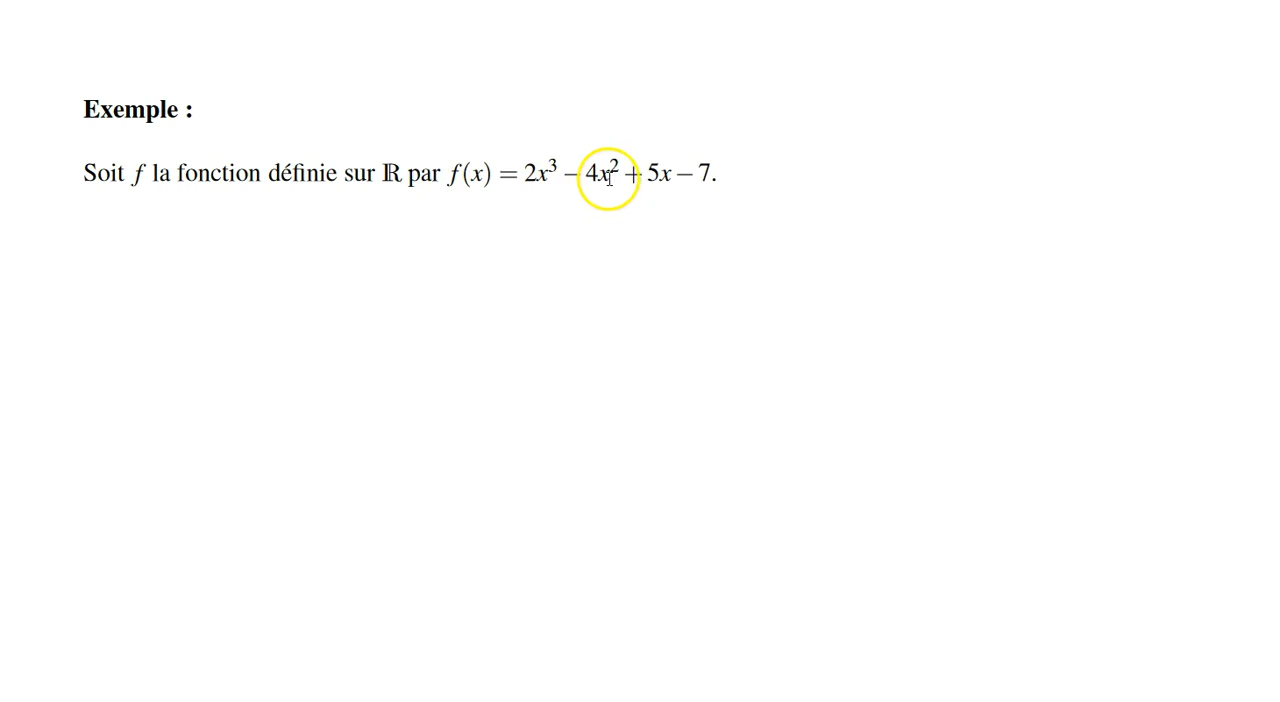 Exemple :
Soit f la fonction définie sur ℝ par f(x) = 2x³ − 4x² + 5x − 7.